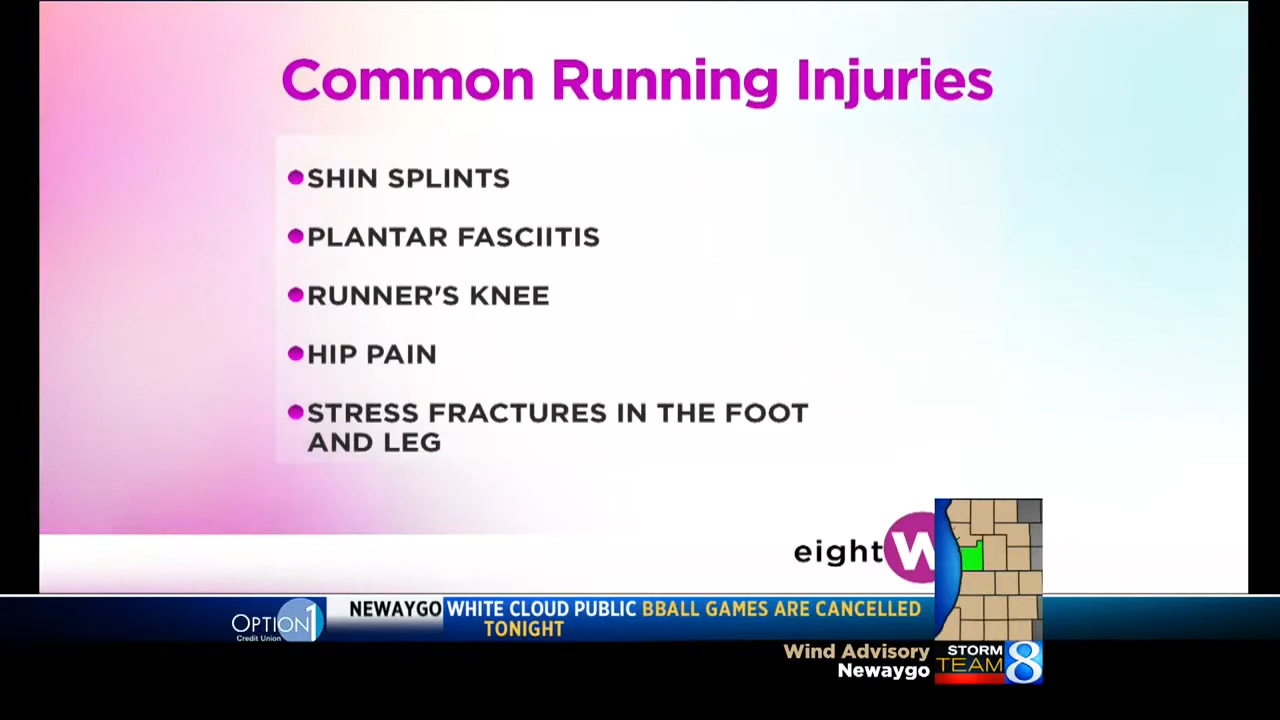 Common Running Injuries
SHIN SPLINTS
PLANTAR FASCIITIS
RUNNER'S KNEE
HIP PAIN
STRESS FRACTURES IN THE FOOT
AND LEG
eightW
OPTION1
Credit Union
NEWAYGO WHITE CLOUD PUBLIC BBALL GAMES ARE CANCELLED
TONIGHT
Wind Advisory
Newaygo
STORM
TEAM 8